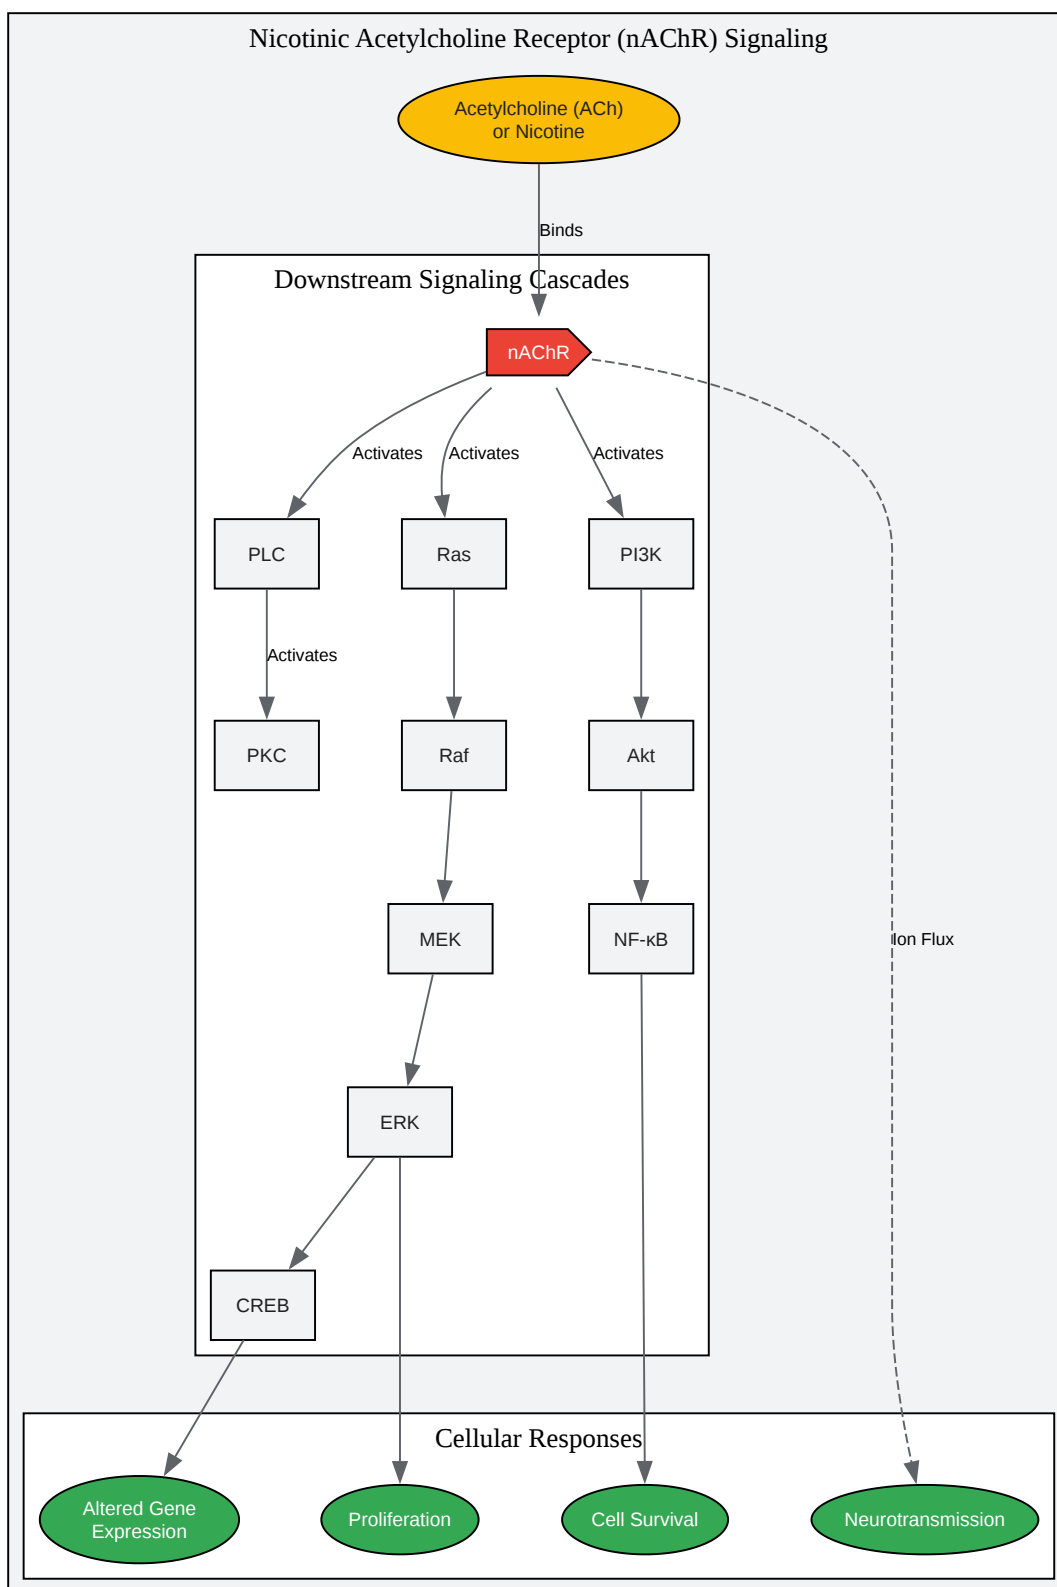 Nicotinic Acetylcholine Receptor (nAChR) Signaling
Acetylcholine (ACh)
or Nicotine
Binds
Downstream Signaling Cascades
nAChR
Activates
Activates
Activates
PLC
Ras
PI3K
Activates
PKC
Raf
Akt
MEK
NF-κB
Ion Flux
ERK
CREB
Cellular Responses
Altered Gene
Expression
Proliferation
Cell Survival
Neurotransmission